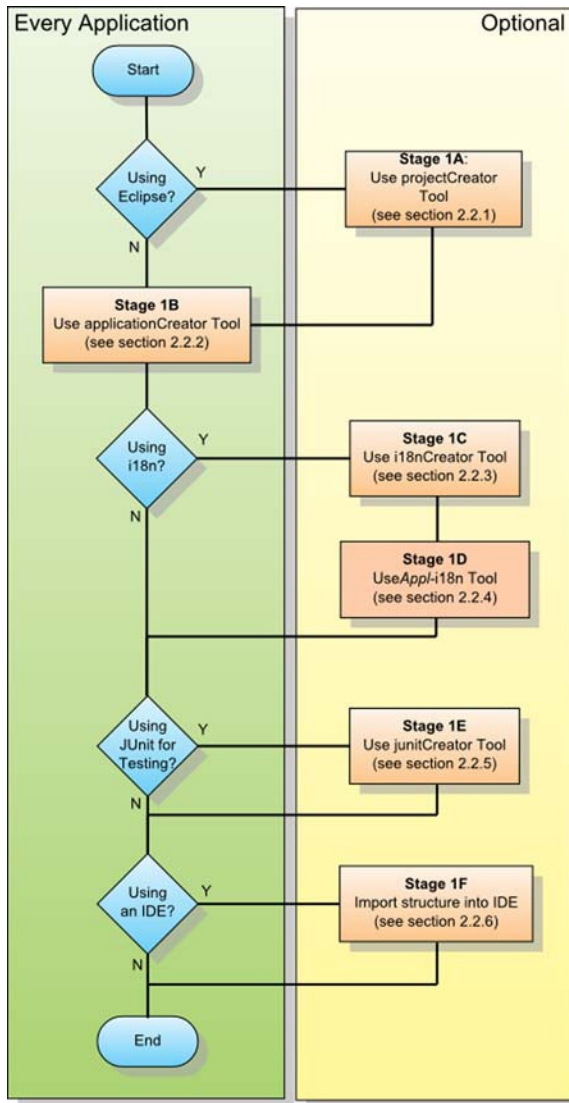 Every Application
Optional
Start
Using
Eclipse?
Y
N
Stage 1A:
Use projectCreator
Tool
(see section 2.2.1)
Stage 1B
Use applicationCreator Tool
(see section 2.2.2)
Using
i18n?
Y
N
Stage 1C
Use i18nCreator Tool
(see section 2.2.3)
Stage 1D
UseAppl-i18n Tool
(see section 2.2.4)
Using
JUnit for
Testing?
Y
N
Stage 1E
Use junitCreator Tool
(see section 2.2.5)
Using
an IDE?
Y
N
Stage 1F
Import structure into IDE
(see section 2.2.6)
End